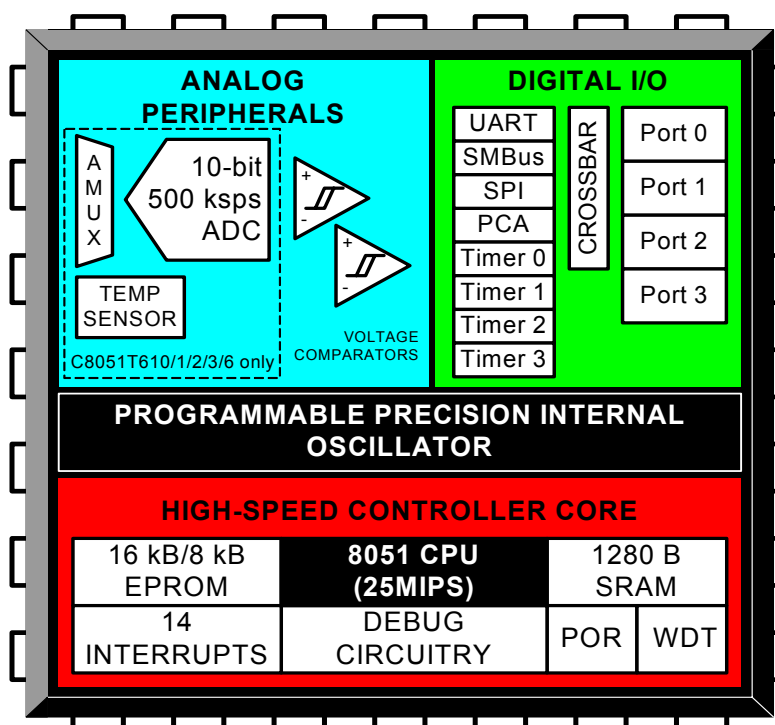 ANALOG
PERIPHERALS
A
M
U
X
10-bit
500 ksps
ADC
+
-
+
-
TEMP
SENSOR
VOLTAGE
COMPARATORS
C8051T610/1/2/3/6 only
DIGITAL I/O
UART
SMBus
SPI
PCA
Timer 0
Timer 1
Timer 2
Timer 3
CROSSBAR
Port 0
Port 1
Port 2
Port 3
PROGRAMMABLE PRECISION INTERNAL
OSCILLATOR
HIGH-SPEED CONTROLLER CORE
16 kB/8 kB
EPROM
8051 CPU
(25MIPS)
1280 B
SRAM
14
INTERRUPTS
DEBUG
CIRCUITRY
POR
WDT